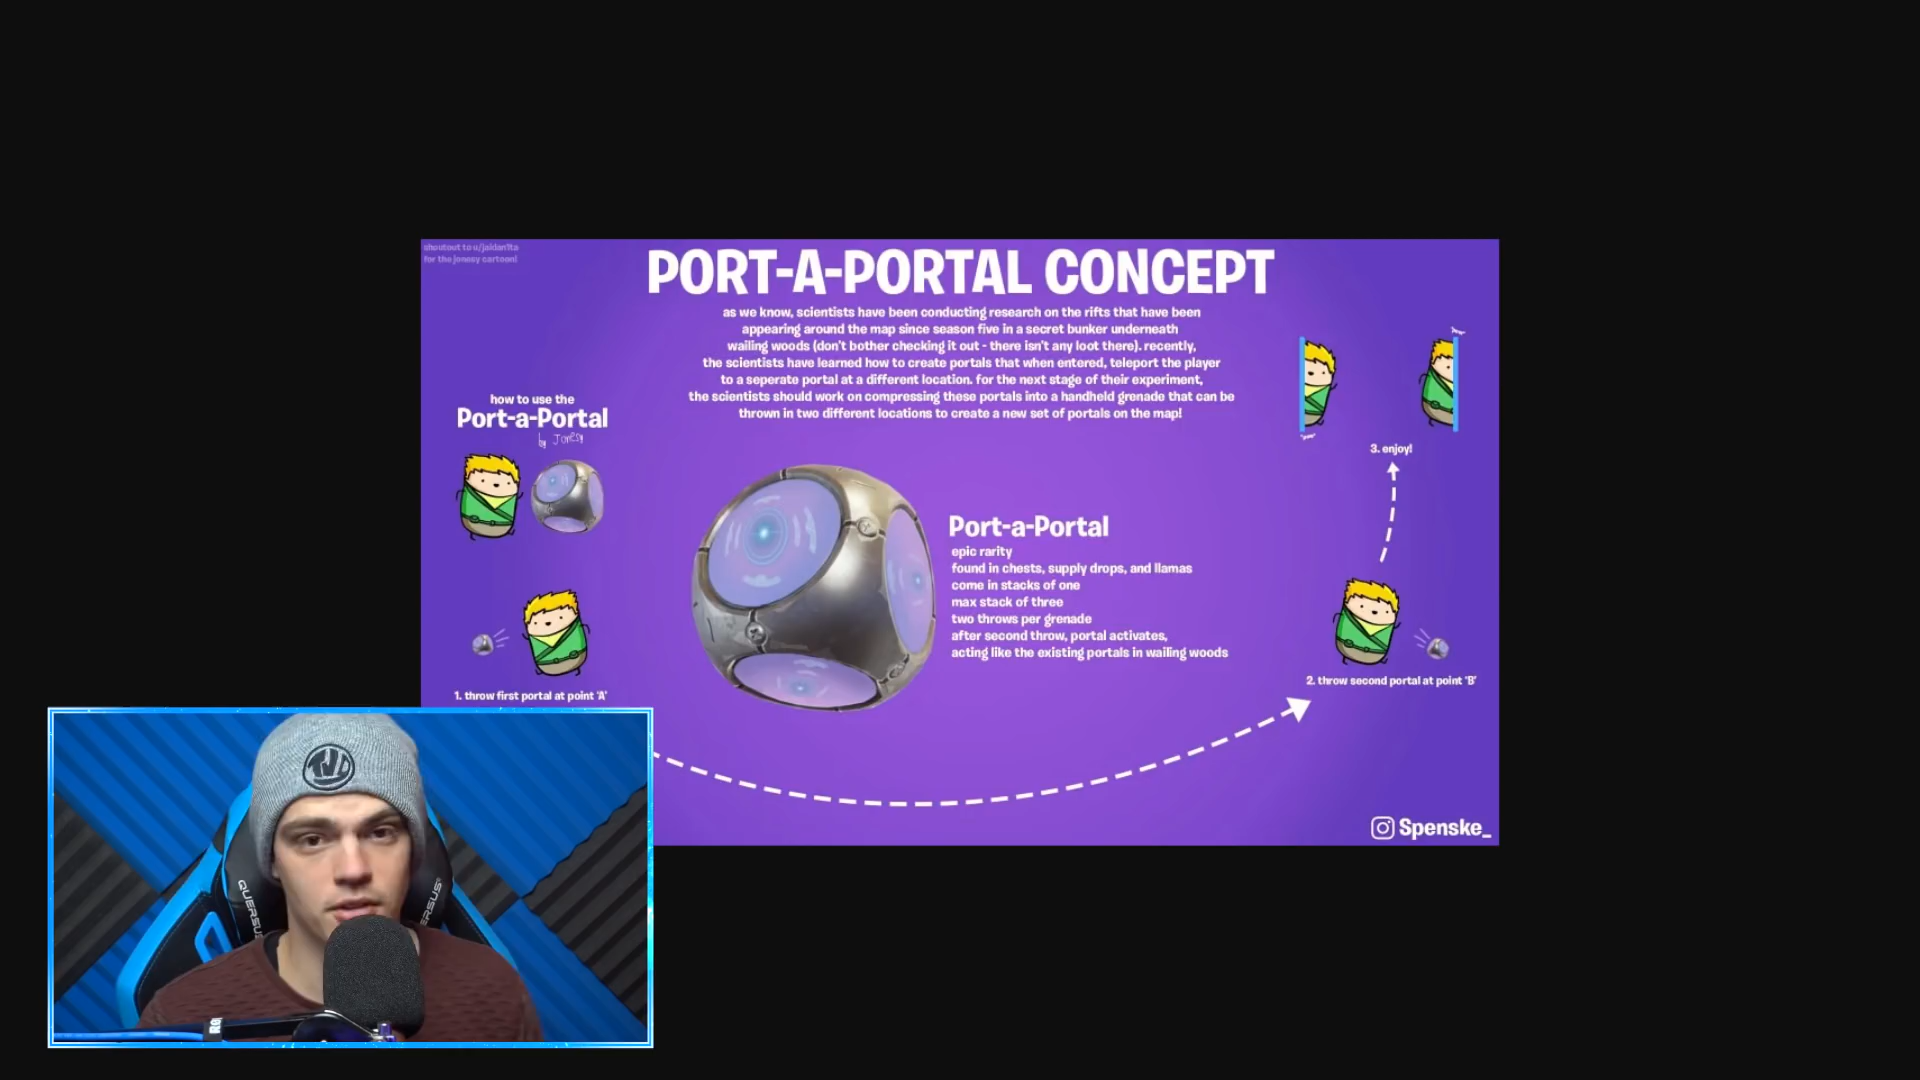 shoutout to u/jaidan1ta
for the jonesy cartoon!
PORT-A-PORTAL CONCEPT
as we know, scientists have been conducting research on the rifts that have been
appearing around the map since season five in a secret bunker underneath
wailing woods (don't bother checking it out - there isn't any loot there). recently,
the scientists have learned how to create portals that when entered, teleport the player
to a seperate portal at a different location. for the next stage of their experiment,
the scientists should work on compressing these portals into a handheld grenade that can be
thrown in two different locations to create a new set of portals on the map!
how to use the
Port-a-Portal
by Jonesy
1. throw first portal at point 'A'
Port-a-Portal
epic rarity
found in chests, supply drops, and llamas
come in stacks of one
max stack of three
two throws per grenade
after second throw, portal activates,
acting like the existing portals in wailing woods
3. enjoy!
2. throw second portal at point 'B'
Spenske_
TVD
QUERSUS
QUERSUS